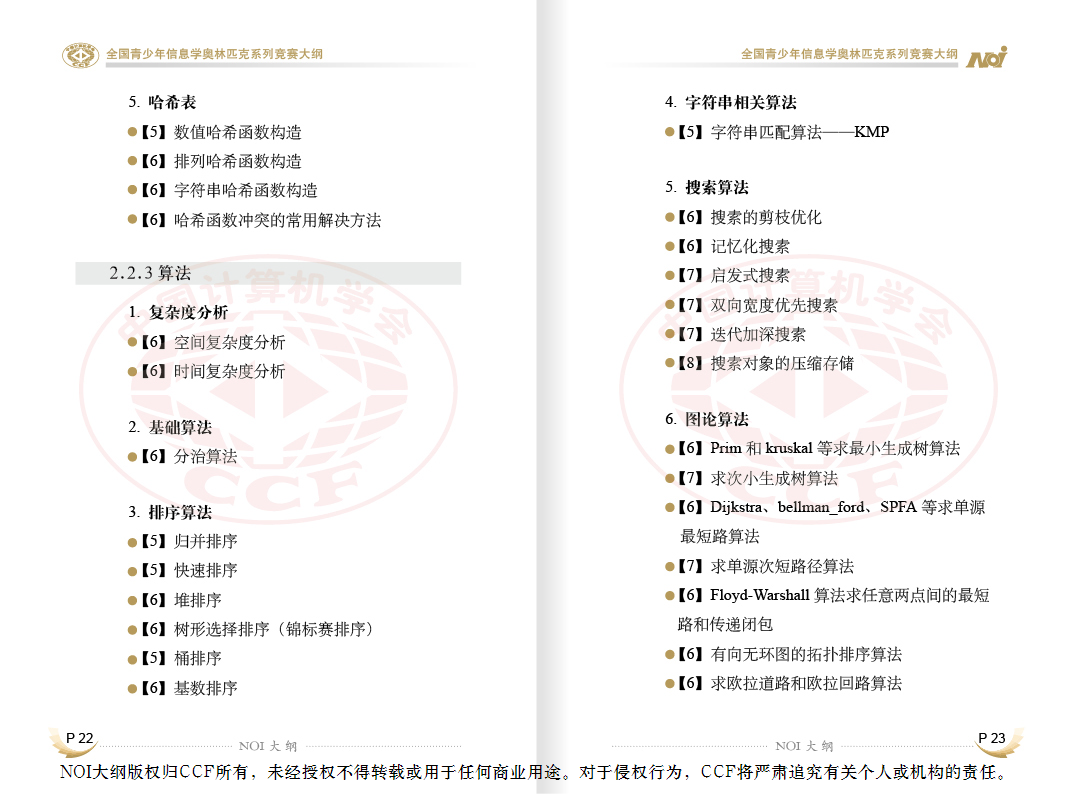 全国青少年信息学奥林匹克系列竞赛大纲
5. 哈希表
【5】数值哈希函数构造
【6】排列哈希函数构造
【6】字符串哈希函数构造
【6】哈希函数冲突的常用解决方法
2.2.3 算法
1. 复杂度分析
【6】空间复杂度分析
【6】时间复杂度分析
2. 基础算法
【6】分治算法
3. 排序算法
【5】归并排序
【5】快速排序
【6】堆排序
【6】树形选择排序（锦标赛排序）
【5】桶排序
【6】基数排序
P 22
NOI 大 纲
中国计算机学会
CCF
全国青少年信息学奥林匹克系列竞赛大纲
NOI
4. 字符串相关算法
【5】字符串匹配算法——KMP
5. 搜索算法
【6】搜索的剪枝优化
【6】记忆化搜索
【7】启发式搜索
【7】双向宽度优先搜索
【7】迭代加深搜索
【8】搜索对象的压缩存储
6. 图论算法
【6】Prim 和 kruskal 等求最小生成树算法
【7】求次小生成树算法
【6】Dijkstra、bellman_ford、SPFA 等求单源
最短路算法
【7】求单源次短路径算法
【6】Floyd-Warshall 算法求任意两点间的最短
路和传递闭包
【6】有向无环图的拓扑排序算法
【6】求欧拉道路和欧拉回路算法
NOI 大 纲
P 23
中国计算机学会
CCF
NOI大纲版权归CCF所有，未经授权不得转载或用于任何商业用途。对于侵权行为，CCF将严肃追究有关个人或机构的责任。